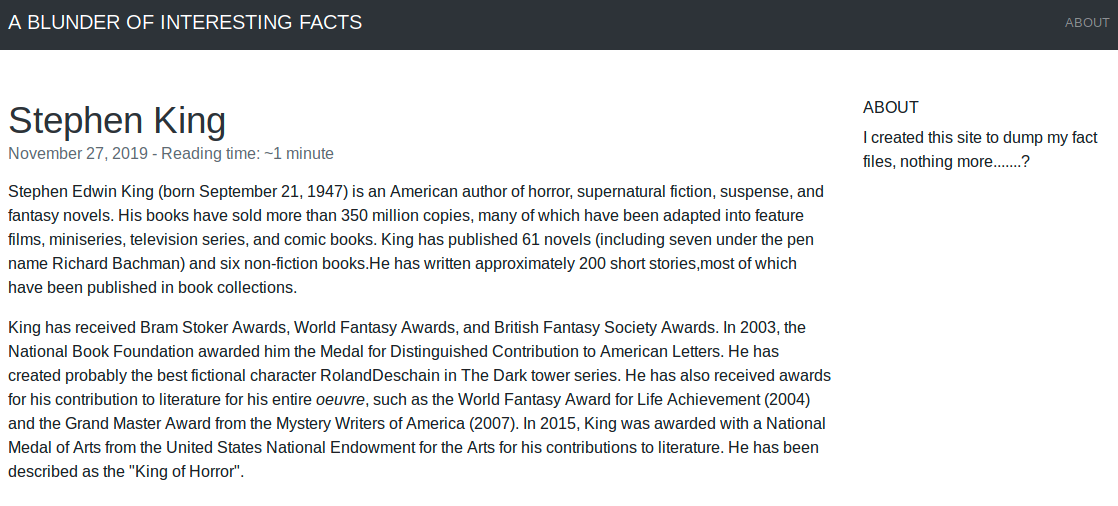 A BLUNDER OF INTERESTING FACTS
ABOUT
Stephen King
November 27, 2019 - Reading time: ~1 minute
Stephen Edwin King (born September 21, 1947) is an American author of horror, supernatural fiction, suspense, and
fantasy novels. His books have sold more than 350 million copies, many of which have been adapted into feature
films, miniseries, television series, and comic books. King has published 61 novels (including seven under the pen
name Richard Bachman) and six non-fiction books.He has written approximately 200 short stories,most of which
have been published in book collections.
King has received Bram Stoker Awards, World Fantasy Awards, and British Fantasy Society Awards. In 2003, the
National Book Foundation awarded him the Medal for Distinguished Contribution to American Letters. He has
created probably the best fictional character RolandDeschain in The Dark tower series. He has also received awards
for his contribution to literature for his entire oeuvre, such as the World Fantasy Award for Life Achievement (2004)
and the Grand Master Award from the Mystery Writers of America (2007). In 2015, King was awarded with a National
Medal of Arts from the United States National Endowment for the Arts for his contributions to literature. He has been
described as the "King of Horror".
ABOUT
I created this site to dump my fact
files, nothing more.......?